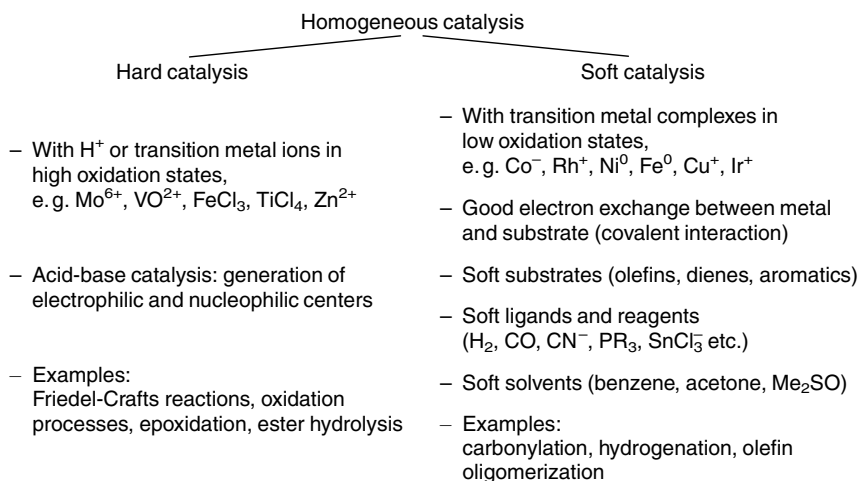 Homogeneous catalysis
Hard catalysis
– With H⁺ or transition metal ions in
high oxidation states,
e. g. Mo⁶⁺, VO²⁺, FeCl₃, TiCl₄, Zn²⁺
– Acid-base catalysis: generation of
electrophilic and nucleophilic centers
– Examples:
Friedel-Crafts reactions, oxidation
processes, epoxidation, ester hydrolysis
Soft catalysis
– With transition metal complexes in
low oxidation states,
e. g. Co⁻, Rh⁺, Ni⁰, Fe⁰, Cu⁺, Ir⁺
– Good electron exchange between metal
and substrate (covalent interaction)
– Soft substrates (olefins, dienes, aromatics)
– Soft ligands and reagents
(H₂, CO, CN⁻, PR₃, SnCl₃⁻ etc.)
– Soft solvents (benzene, acetone, Me₂SO)
– Examples:
carbonylation, hydrogenation, olefin
oligomerization